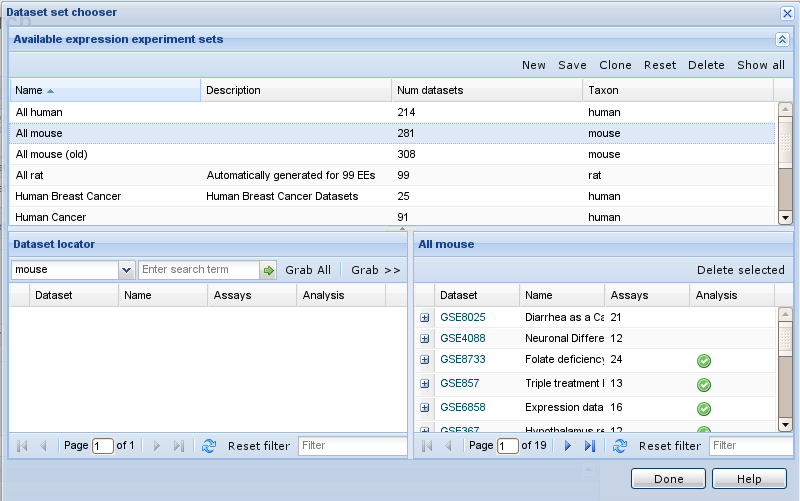 Dataset set chooser
Available expression experiment sets
New Save Clone Reset Delete Show all
Name Description Num datasets Taxon
All human 214 human
All mouse 281 mouse
All mouse (old) 308 mouse
All rat Automatically generated for 99 EEs 99 rat
Human Breast Cancer Human Breast Cancer Datasets 25 human
Human Cancer 91 human
Dataset locator
mouse Enter search term Grab All Grab >>
Dataset Name Assays Analysis
Page 1 of 1 Reset filter Filter
All mouse
Delete selected
Dataset Name Assays Analysis
GSE8025 Diarrhea as a Ca 21
GSE4088 Neuronal Differe 12
GSE8733 Folate deficiency 24
GSE857 Triple treatment 13
GSE6858 Expression data 16
GSE367 Hypothalamus re 12
Page 1 of 19 Reset filter Filter
Done Help